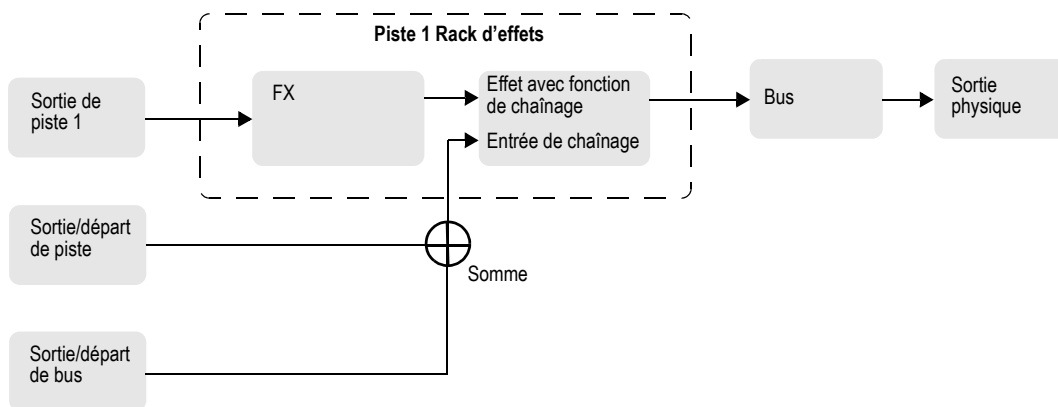 Piste 1 Rack d’effets
Sortie de
piste 1
FX
Effet avec fonction
de chaînage
Entrée de chaînage
Bus
Sortie
physique
Sortie/départ
de piste
Somme
Sortie/départ
de bus